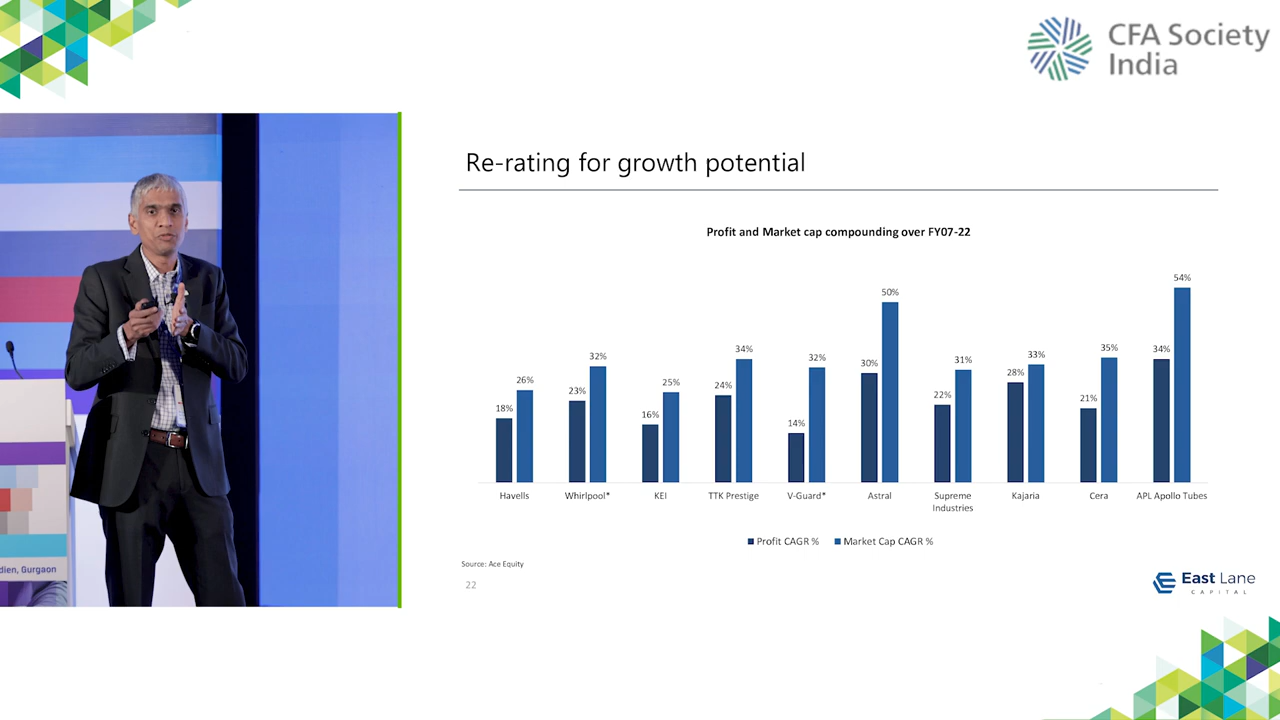 CFA Society
India
Re-rating for growth potential
Profit and Market cap compounding over FY07-22
18%
26%
23%
32%
16%
25%
24%
34%
14%
32%
30%
50%
22%
31%
28%
33%
21%
35%
34%
54%
Havells
Whirlpool*
KEI
TTK Prestige
V-Guard*
Astral
Supreme
Industries
Kajaria
Cera
APL Apollo Tubes
Profit CAGR %
Market Cap CAGR %
Source: Ace Equity
22
East Lane
CAPITAL
dien, Gurgaon